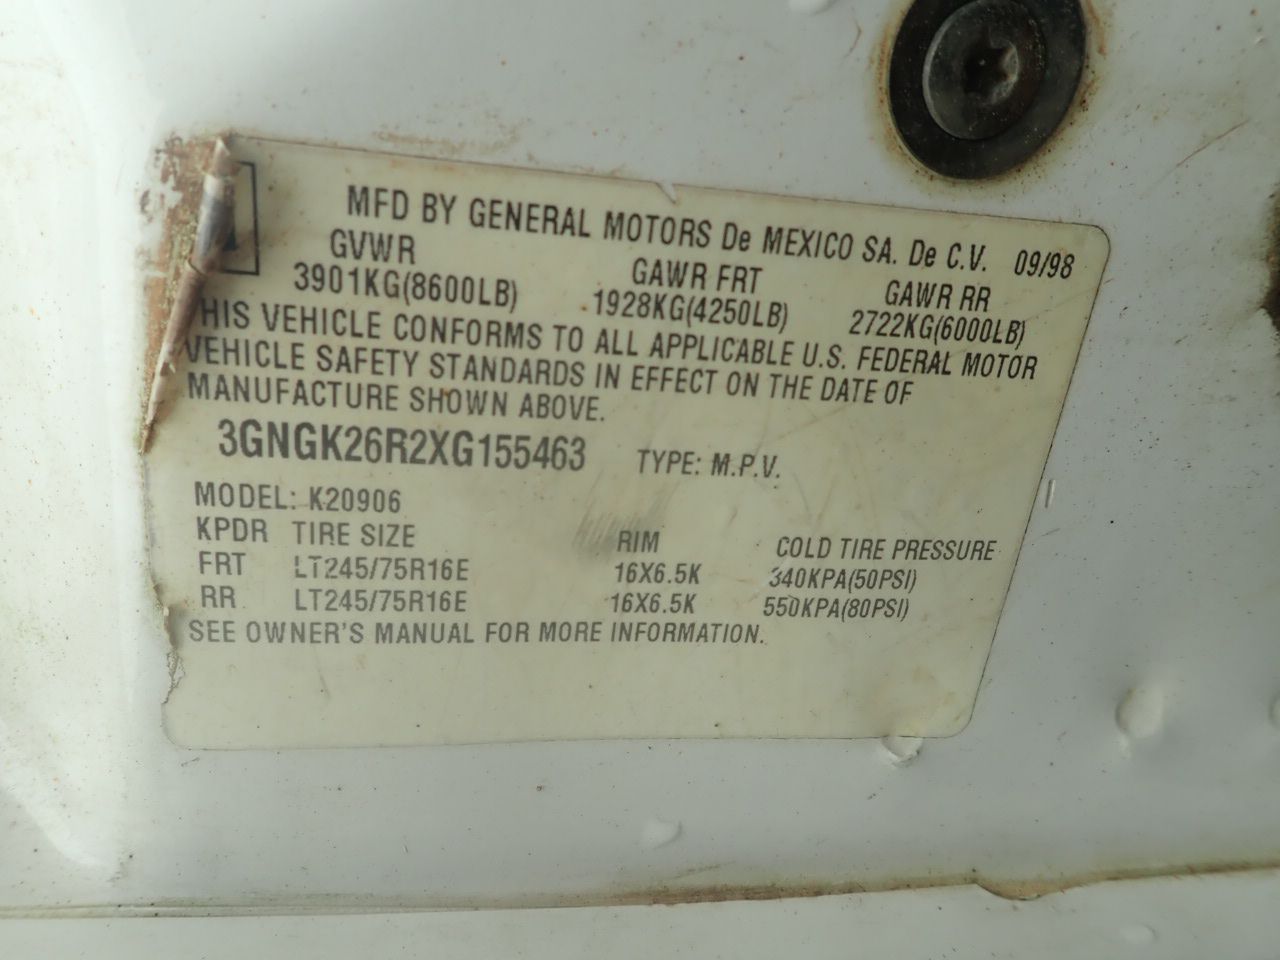 MFD BY GENERAL MOTORS De MEXICO SA. De C.V. 09/98
GVWR GAWR FRT GAWR RR
3901KG(8600LB) 1928KG(4250LB) 2722KG(6000LB)
THIS VEHICLE CONFORMS TO ALL APPLICABLE U.S. FEDERAL MOTOR
VEHICLE SAFETY STANDARDS IN EFFECT ON THE DATE OF
MANUFACTURE SHOWN ABOVE.
3GNGK26R2XG155463 TYPE: M.P.V.
MODEL: K20906
KPDR TIRE SIZE RIM COLD TIRE PRESSURE
FRT LT245/75R16E 16X6.5K 340KPA(50PSI)
RR LT245/75R16E 16X6.5K 550KPA(80PSI)
SEE OWNER'S MANUAL FOR MORE INFORMATION.